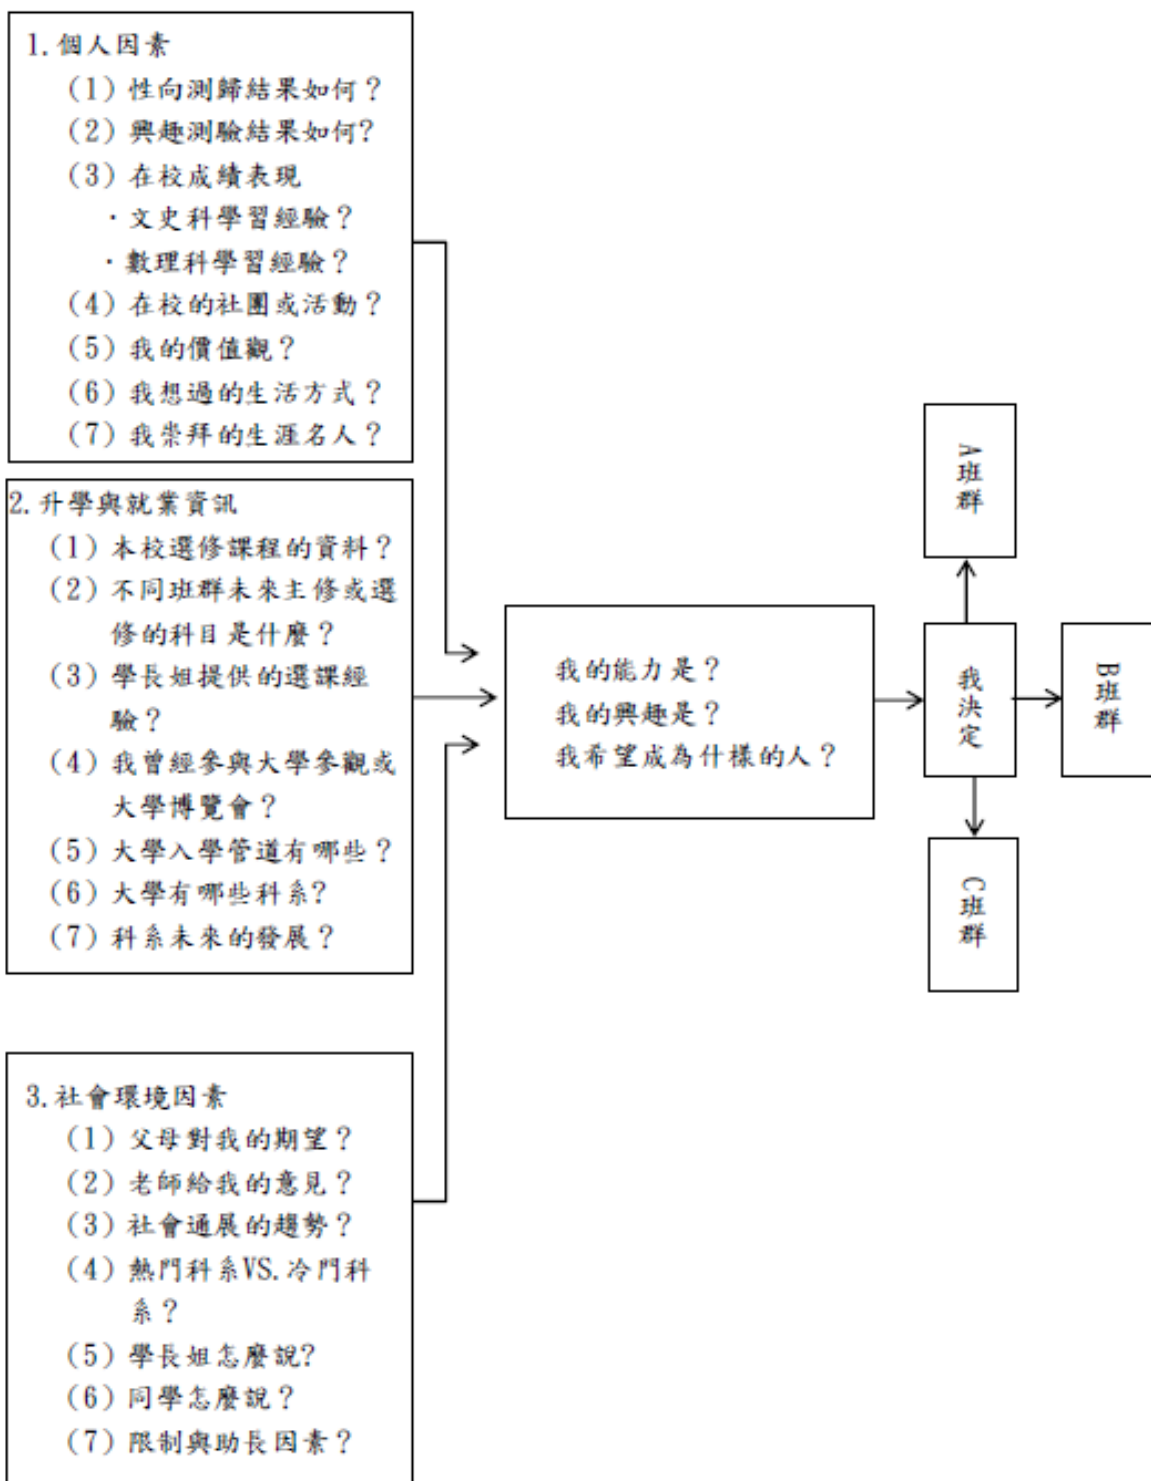 1.個人因素
(1)性向測歸結果如何?
(2)興趣測驗結果如何?
(3)在校成績表現
・文史科學習經驗?
・數理科學習經驗?
(4)在校的社團或活動?
(5)我的價值觀?
(6)我想過的生活方式?
(7)我崇拜的生涯名人?
2.升學與就業資訊
(1)本校選修課程的資料?
(2)不同班群未來主修或選
修的科目是什麼?
(3)學長姐提供的選課經
驗?
(4)我曾經參與大學參觀或
大學博覽會?
(5)大學入學管道有哪些?
(6)大學有哪些科系?
(7)科系未來的發展?
3.社會環境因素
(1)父母對我的期望?
(2)老師給我的意見?
(3)社會通展的趨勢?
(4)熱門科系VS.冷門科
系?
(5)學長姐怎麼說?
(6)同學怎麼說?
(7)限制與助長因素?
我的能力是?
我的興趣是?
我希望成為什樣的人?
我決定
A班群
B班群
C班群